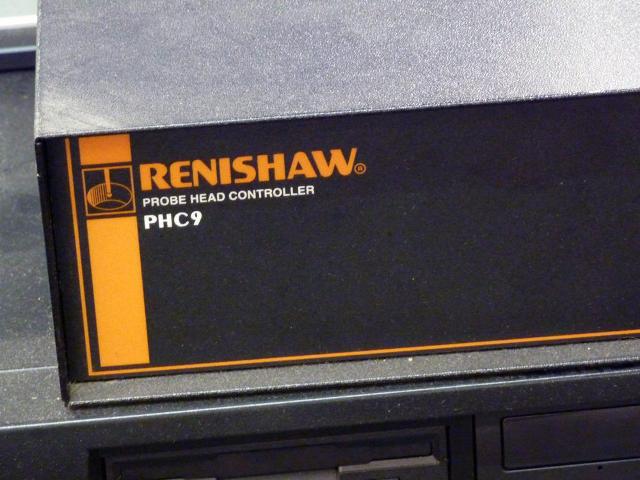 RENISHAW®
PROBE HEAD CONTROLLER
PHC9